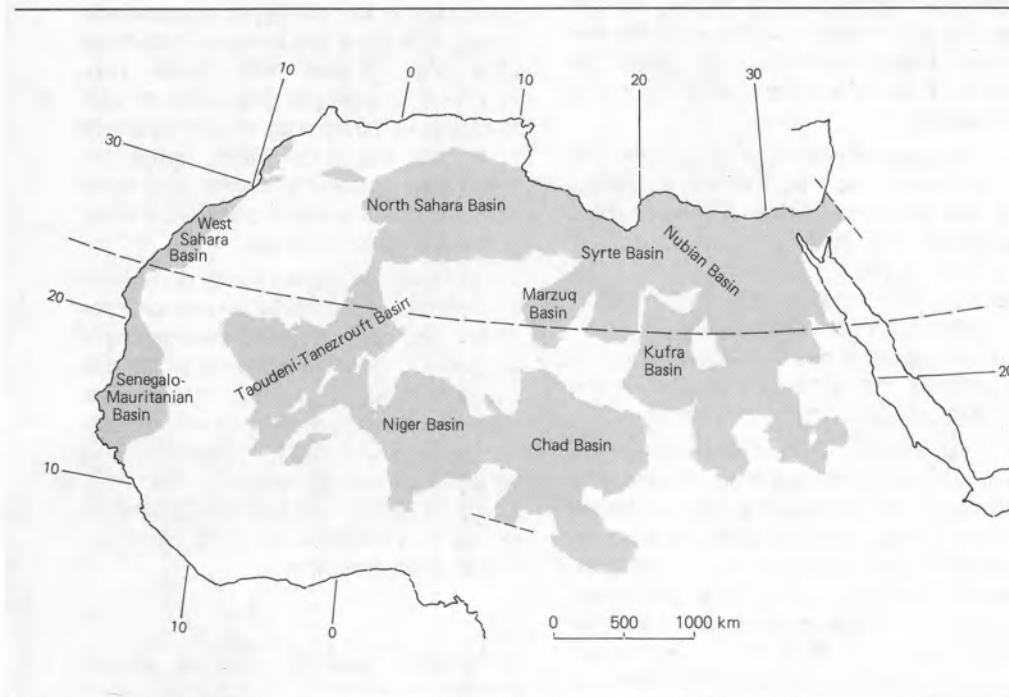 10
0
10
20
30
30
North Sahara Basin
West
Sahara
Basin
Syrte Basin
Nubian Basin
20
Marzuq
Basin
Taoudeni-Tanezrouft Basin
Kufra
Basin
Senegalo-
Mauritanian
Basin
20
Niger Basin
Chad Basin
10
10
0
0 500 1000 km